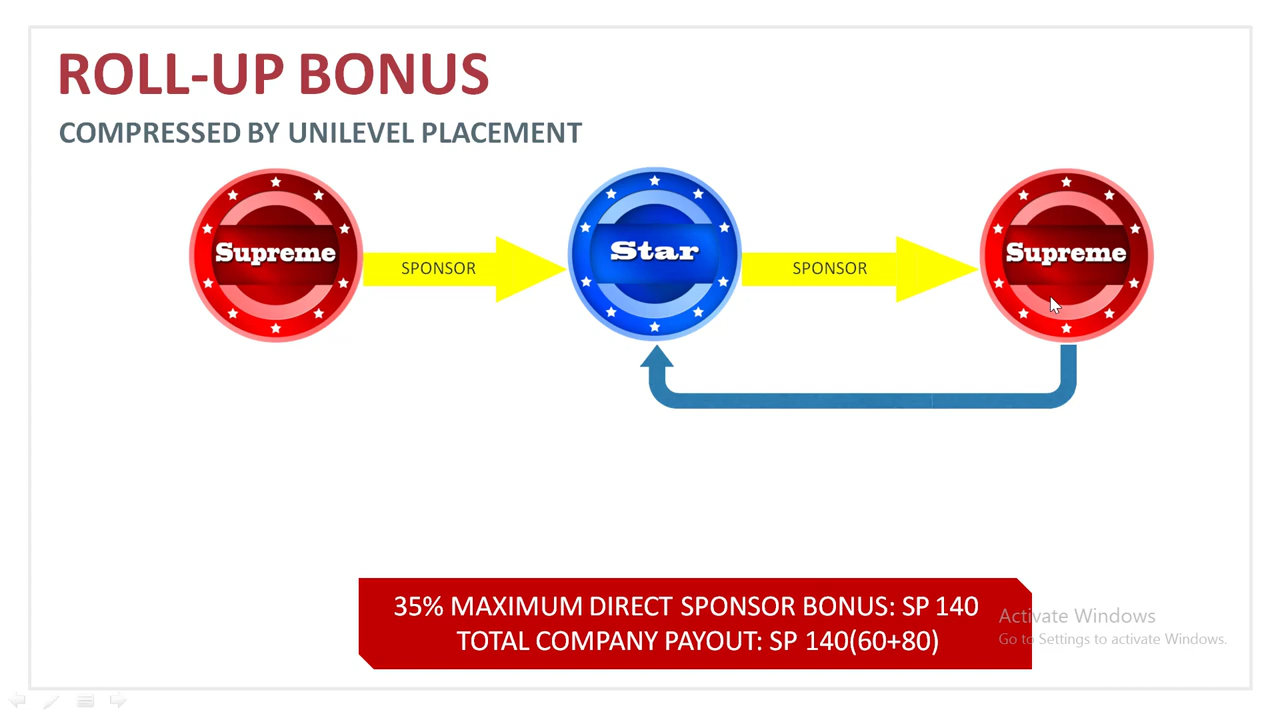 ROLL-UP BONUS
COMPRESSED BY UNILEVEL PLACEMENT
Supreme
SPONSOR
Star
SPONSOR
Supreme
35% MAXIMUM DIRECT SPONSOR BONUS: SP 140
TOTAL COMPANY PAYOUT: SP 140(60+80)
Activate Windows
Go to Settings to activate Windows.